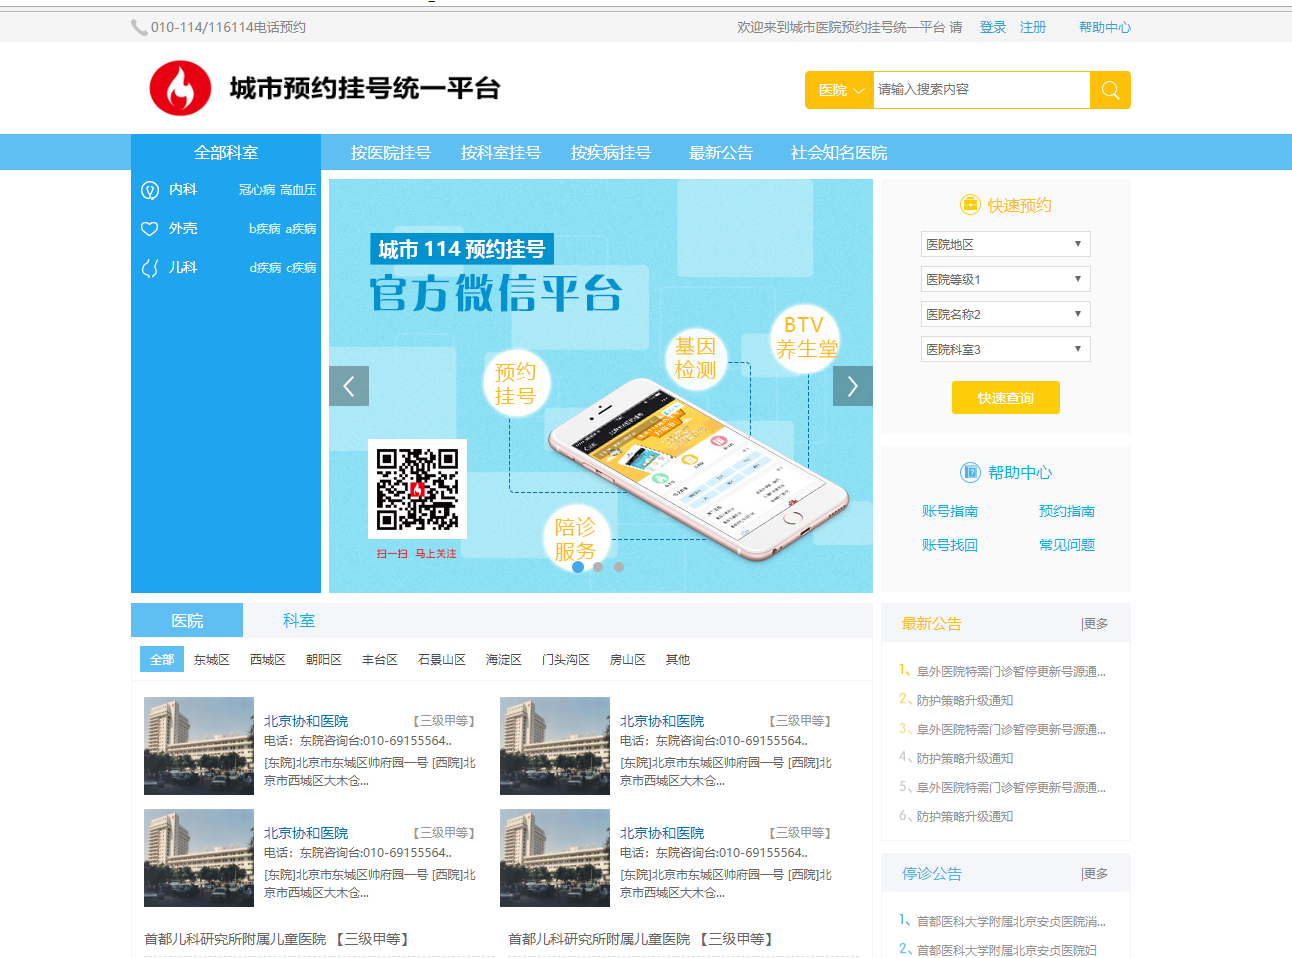 010-114/116114电话预约
欢迎来到城市医院预约挂号统一平台 请 登录 注册 帮助中心
城市预约挂号统一平台
医院 请输入搜索内容
全部科室 按医院挂号 按科室挂号 按疾病挂号 最新公告 社会知名医院
内科 冠心病 高血压
外壳 b疾病 a疾病
儿科 d疾病 c疾病
城市 114 预约挂号
官方微信平台
BTV
养生堂
基因
检测
预约
挂号
陪诊
服务
扫一扫 马上关注
快速预约
医院地区
医院等级1
医院名称2
医院科室3
快速查询
帮助中心
账号指南 预约指南
账号找回 常见问题
医院 科室
全部 东城区 西城区 朝阳区 丰台区 石景山区 海淀区 门头沟区 房山区 其他
北京协和医院 【三级甲等】
电话：东院咨询台:010-69155564..
[东院]北京市东城区帅府园一号 [西院]北
京市西城区大木仓...
北京协和医院 【三级甲等】
电话：东院咨询台:010-69155564..
[东院]北京市东城区帅府园一号 [西院]北
京市西城区大木仓...
北京协和医院 【三级甲等】
电话：东院咨询台:010-69155564..
[东院]北京市东城区帅府园一号 [西院]北
京市西城区大木仓...
北京协和医院 【三级甲等】
电话：东院咨询台:010-69155564..
[东院]北京市东城区帅府园一号 [西院]北
京市西城区大木仓...
首都儿科研究所附属儿童医院 【三级甲等】
首都儿科研究所附属儿童医院 【三级甲等】
最新公告 |更多
1、阜外医院特需门诊暂停更新号源通...
2、防护策略升级通知
3、阜外医院特需门诊暂停更新号源通...
4、防护策略升级通知
5、阜外医院特需门诊暂停更新号源通...
6、防护策略升级通知
停诊公告 |更多
1、首都医科大学附属北京安贞医院消...
2、首都医科大学附属北京安贞医院妇